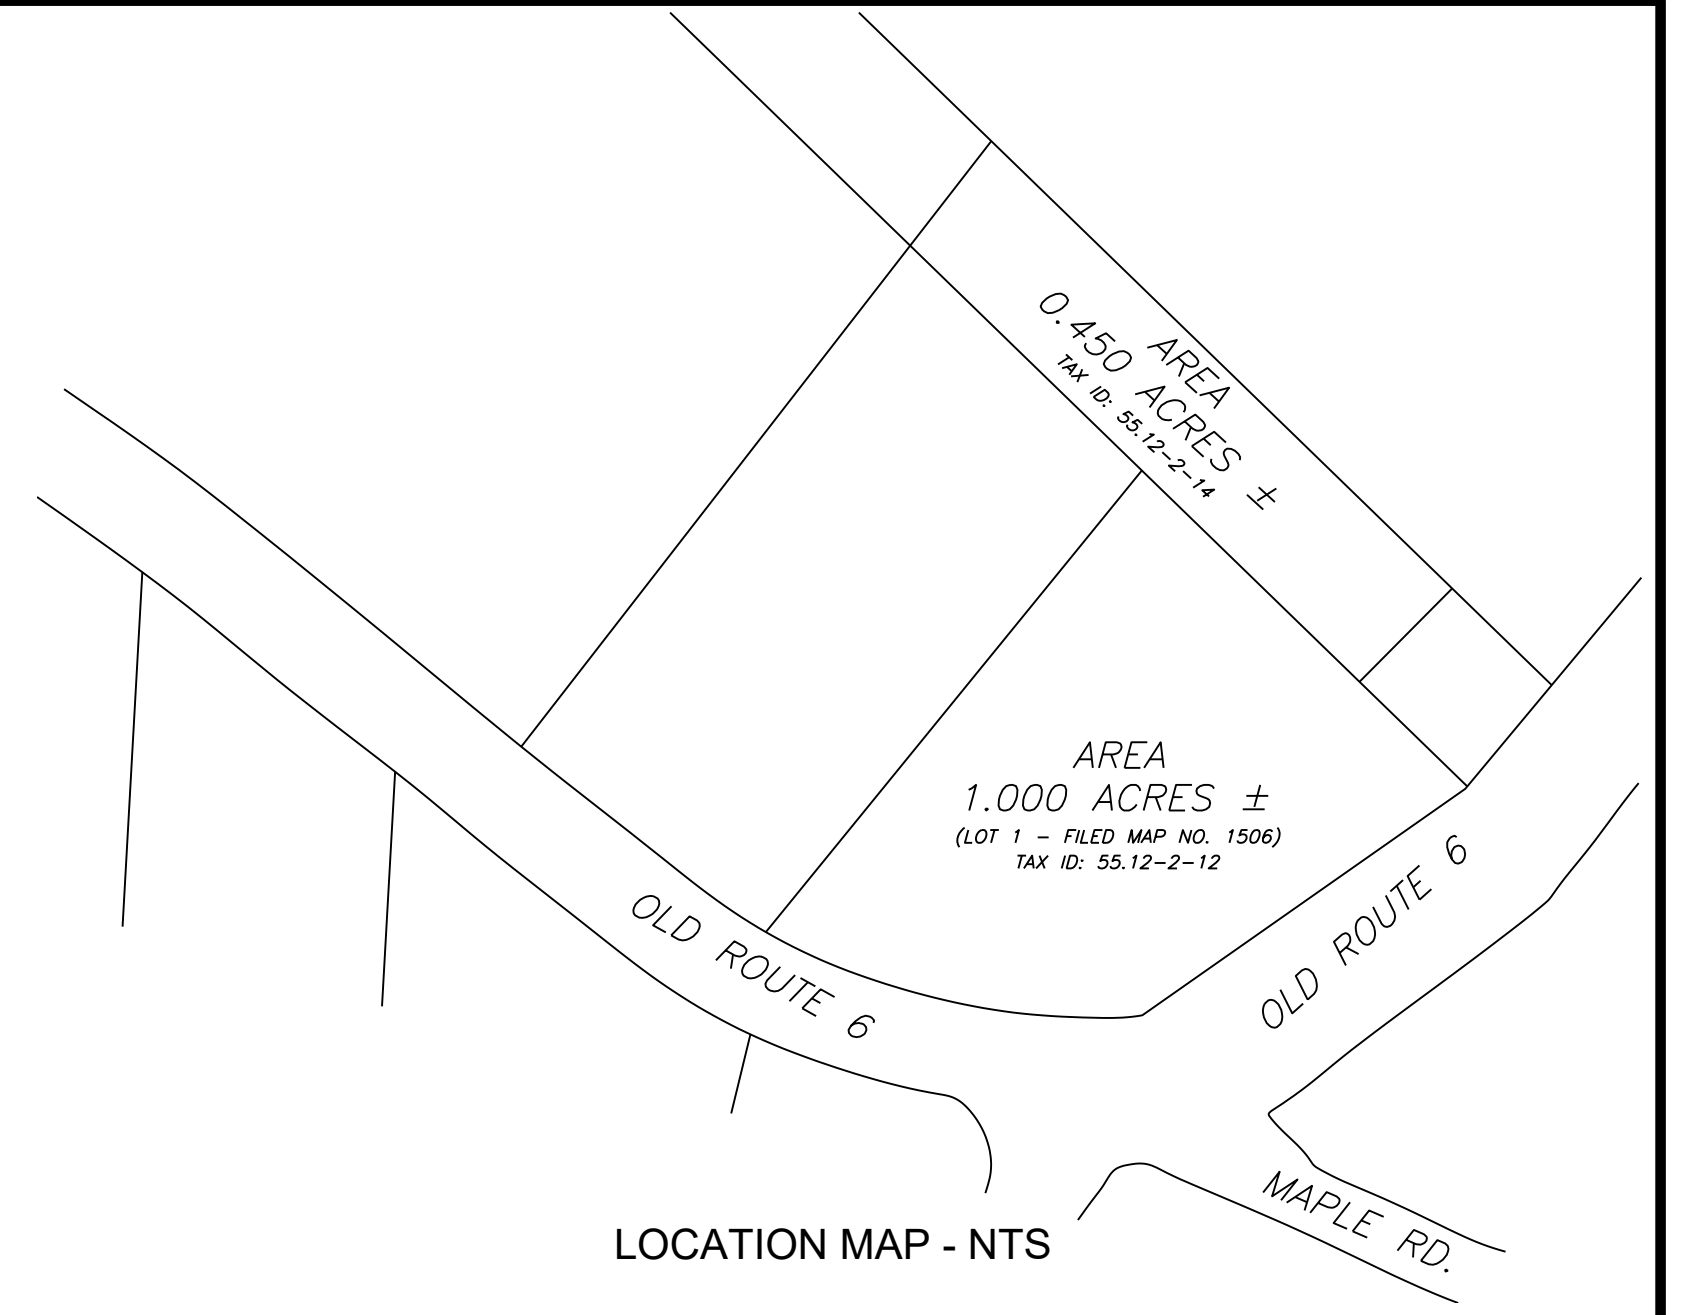 AREA
0.450 ACRES ±
TAX ID: 55.12-2-14
AREA
1.000 ACRES ±
(LOT 1 - FILED MAP NO. 1506)
TAX ID: 55.12-2-12
OLD ROUTE 6
OLD ROUTE 6
MAPLE RD.
LOCATION MAP - NTS